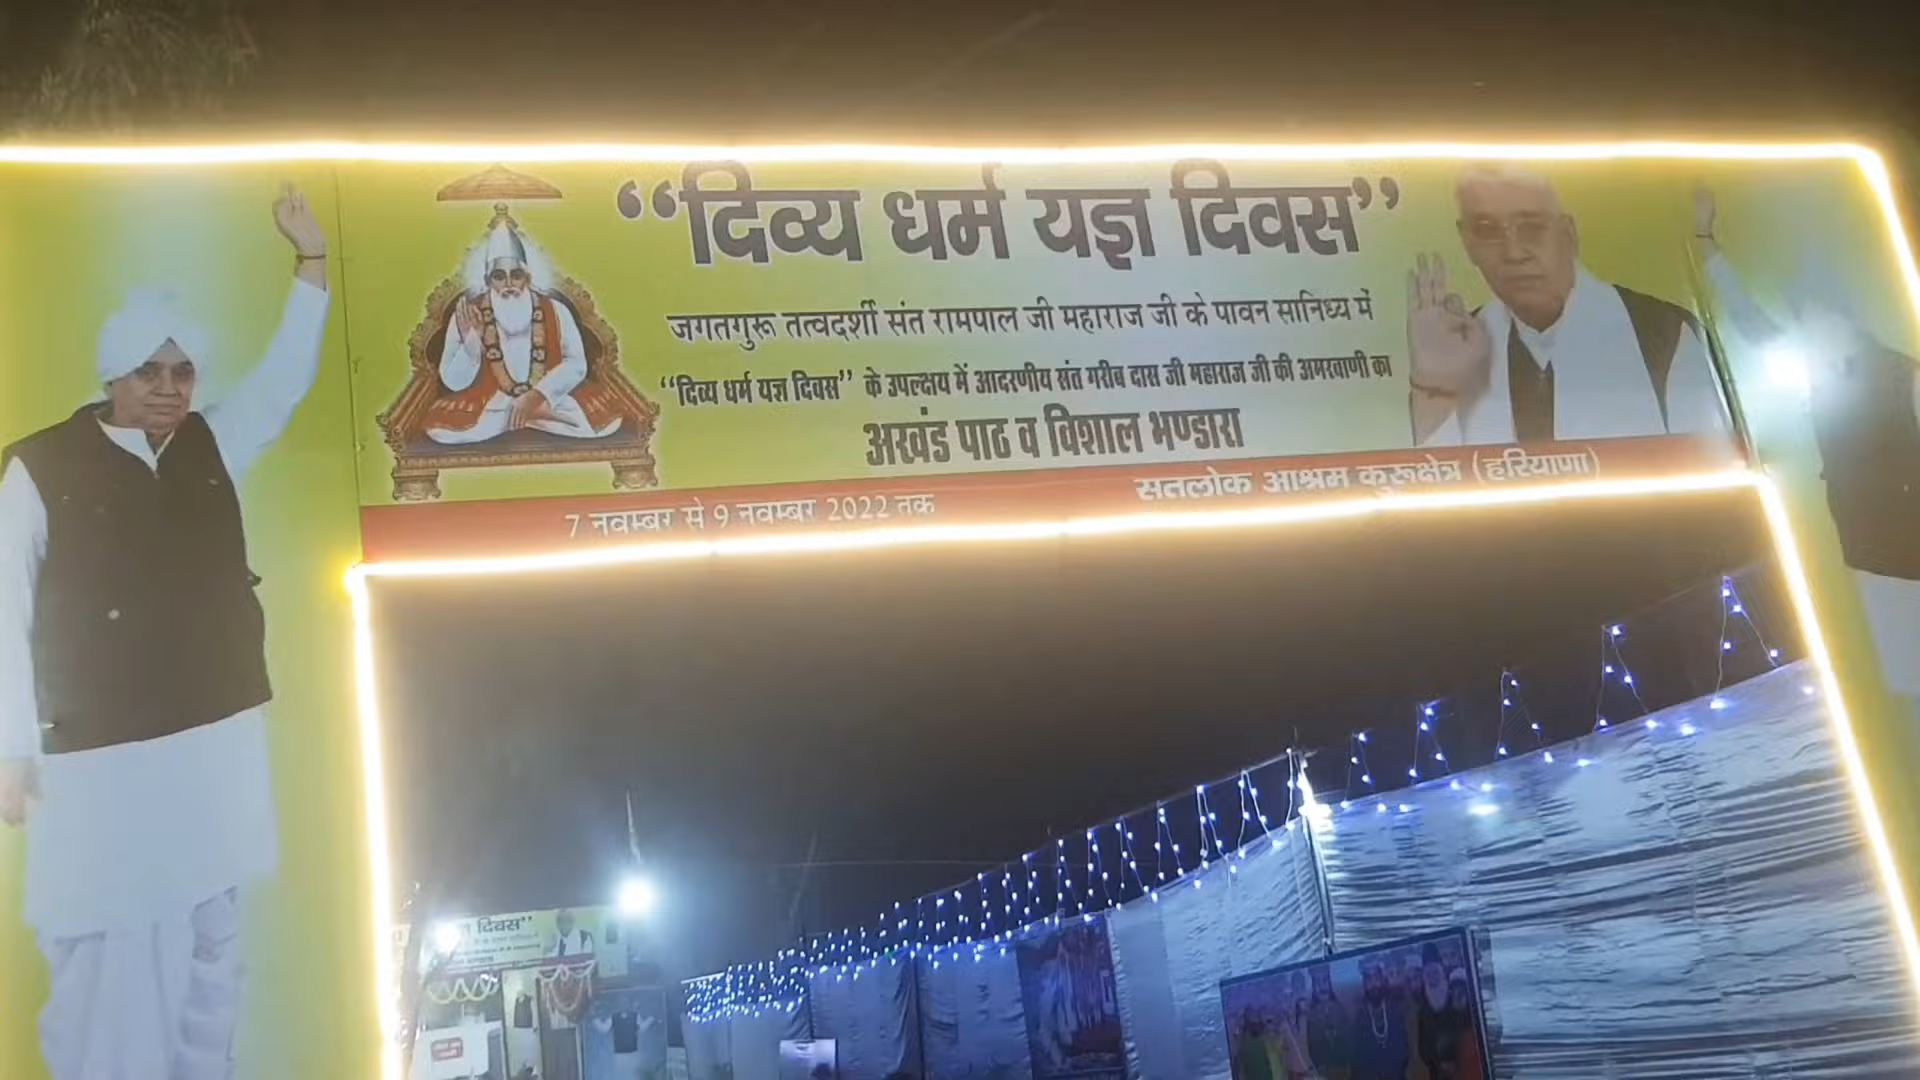 “दिव्य धर्म यज्ञ दिवस”
जगतगुरू तत्वदर्शी संत रामपाल जी महाराज जी के पावन सानिध्य में
“दिव्य धर्म यज्ञ दिवस” के उपलक्ष्य में आदरणीय संत गरीब दास जी महाराज जी की अमरवाणी का
अखंड पाठ व विशाल भण्डारा
7 नवम्बर से 9 नवम्बर 2022 तक
सतलोक आश्रम कुरूक्षेत्र (हरियाणा)
दिवस”